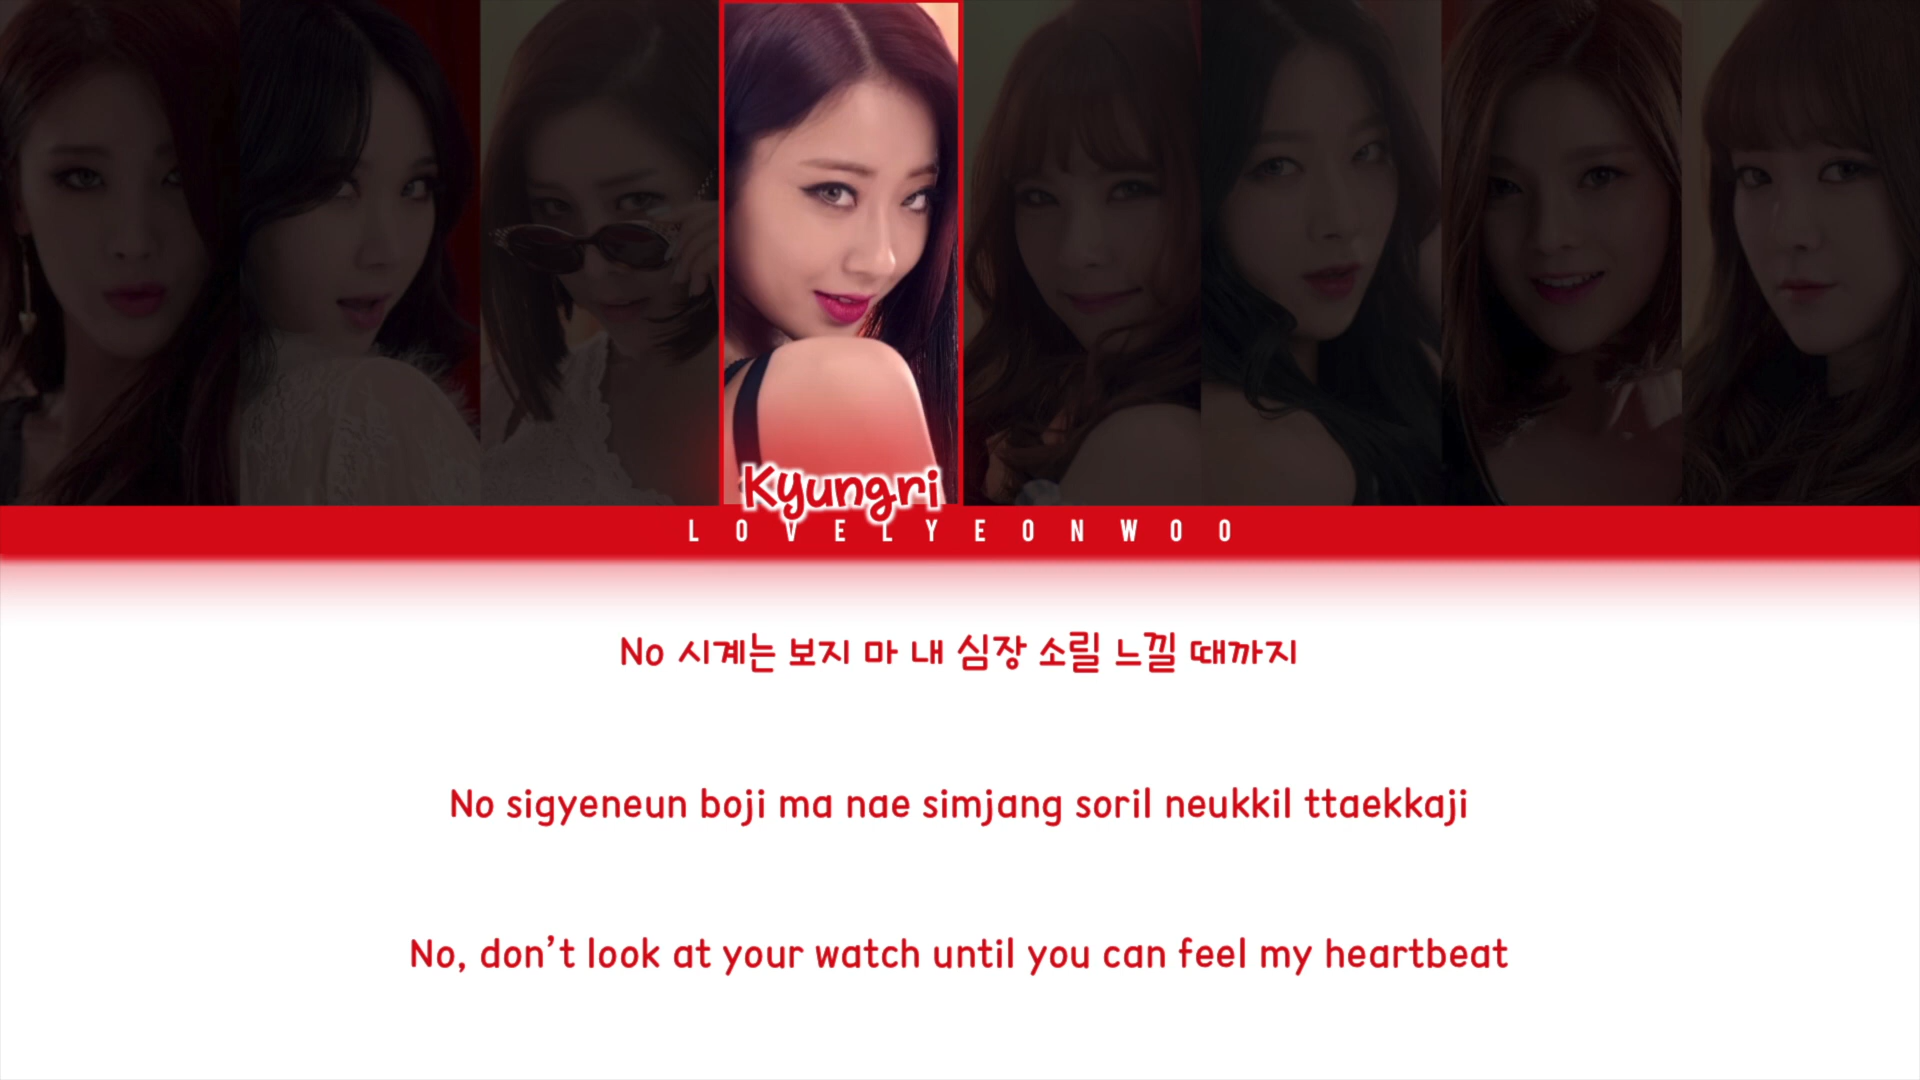 Kyungri
LOVELYEONWOO
No 시계는 보지 마 내 심장 소릴 느낄 때까지
No sigyeneun boji ma nae simjang soril neukkil ttaekkaji
No, don't look at your watch until you can feel my heartbeat